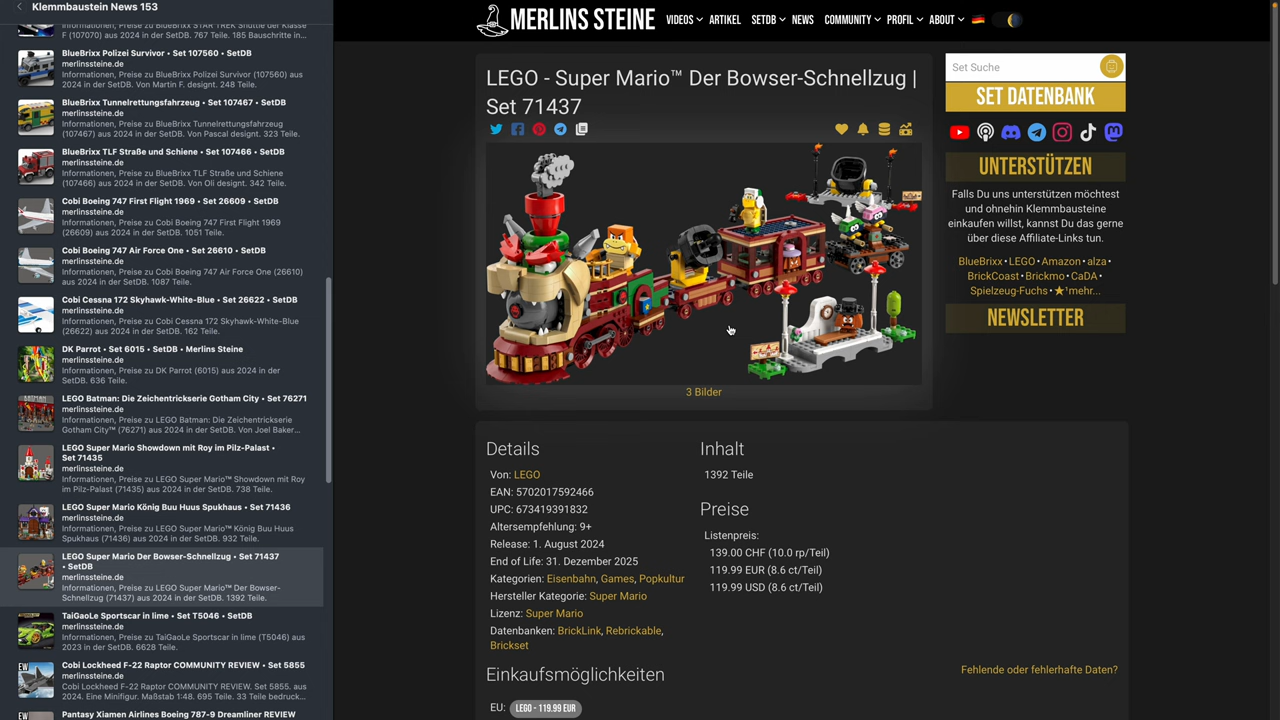 Klemmbaustein News 153
F (107070) aus 2024 in der SetDB. 767 Teile. 185 Bauschritte in...
BlueBrixx Polizei Survivor • Set 107560 • SetDB
merlinssteine.de
Informationen, Preise zu BlueBrixx Polizei Survivor (107560) aus
2024 in der SetDB. Von Martin F. designt. 248 Teile.
BlueBrixx Tunnelrettungsfahrzeug • Set 107467 • SetDB
merlinssteine.de
Informationen, Preise zu BlueBrixx Tunnelrettungsfahrzeug
(107467) aus 2024 in der SetDB. Von Pascal designt. 323 Teile.
BlueBrixx TLF Straße und Schiene • Set 107466 • SetDB
merlinssteine.de
Informationen, Preise zu BlueBrixx TLF Straße und Schiene
(107466) aus 2024 in der SetDB. Von Oli designt. 342 Teile.
Cobi Boeing 747 First Flight 1969 • Set 26609 • SetDB
merlinssteine.de
Informationen, Preise zu Cobi Boeing 747 First Flight 1969
(26609) aus 2024 in der SetDB. 1051 Teile.
Cobi Boeing 747 Air Force One • Set 26610 • SetDB
merlinssteine.de
Informationen, Preise zu Cobi Boeing 747 Air Force One (26610)
aus 2024 in der SetDB. 1087 Teile.
Cobi Cessna 172 Skyhawk-White-Blue • Set 26622 • SetDB
merlinssteine.de
Informationen, Preise zu Cobi Cessna 172 Skyhawk-White-Blue
(26622) aus 2024 in der SetDB. 162 Teile.
DK Parrot • Set 6015 • SetDB • Merlins Steine
merlinssteine.de
Informationen, Preise zu DK Parrot (6015) aus 2024 in der
SetDB. 636 Teile.
LEGO Batman: Die Zeichentrickserie Gotham City • Set 76271
merlinssteine.de
Informationen, Preise zu LEGO Batman: Die Zeichentrickserie
Gotham City™ (76271) aus 2024 in der SetDB. Von Joel Baker...
LEGO Super Mario Showdown mit Roy im Pilz-Palast •
Set 71435
merlinssteine.de
Informationen, Preise zu LEGO Super Mario™ Showdown mit Roy
im Pilz-Palast (71435) aus 2024 in der SetDB. 738 Teile.
LEGO Super Mario König Buu Huus Spukhaus • Set 71436
merlinssteine.de
Informationen, Preise zu LEGO Super Mario™ König Buu Huus
Spukhaus (71436) aus 2024 in der SetDB. 932 Teile.
LEGO Super Mario Der Bowser-Schnellzug • Set 71437
• SetDB
merlinssteine.de
Informationen, Preise zu LEGO Super Mario™ Der Bowser-
Schnellzug (71437) aus 2024 in der SetDB. 1392 Teile.
TaiGaoLe Sportscar in lime • Set T5046 • SetDB
merlinssteine.de
Informationen, Preise zu TaiGaoLe Sportscar in lime (T5046) aus
2023 in der SetDB. 6628 Teile.
Cobi Lockheed F-22 Raptor COMMUNITY REVIEW • Set 5855
merlinssteine.de
Cobi Lockheed F-22 Raptor COMMUNITY REVIEW. Set 5855. aus
2024. Eine Minifigur. Maßstab 1:48. 695 Teile. 33 Teile bedruck...
Pantasy Xiamen Airlines Boeing 787-9 Dreamliner REVIEW
MERLINS STEINE
VIDEOS ARTIKEL SETDB NEWS COMMUNITY PROFIL ABOUT
LEGO - Super Mario™ Der Bowser-Schnellzug |
Set 71437
3 Bilder
Details
Von: LEGO
EAN: 5702017592466
UPC: 673419391832
Altersempfehlung: 9+
Release: 1. August 2024
End of Life: 31. Dezember 2025
Kategorien: Eisenbahn, Games, Popkultur
Hersteller Kategorie: Super Mario
Lizenz: Super Mario
Datenbanken: BrickLink, Rebrickable,
Brickset
Inhalt
1392 Teile
Preise
Listenpreis:
139.00 CHF (10.0 rp/Teil)
119.99 EUR (8.6 ct/Teil)
119.99 USD (8.6 ct/Teil)
Einkaufsmöglichkeiten
EU: LEGO - 119.99 EUR
Fehlende oder fehlerhafte Daten?
Set Suche
SET DATENBANK
UNTERSTÜTZEN
Falls Du uns unterstützen möchtest
und ohnehin Klemmbausteine
einkaufen willst, kannst Du das gerne
über diese Affiliate-Links tun.
BlueBrixx • LEGO • Amazon • alza •
BrickCoast • Brickmo • CaDA •
Spielzeug-Fuchs • ★¹mehr...
NEWSLETTER